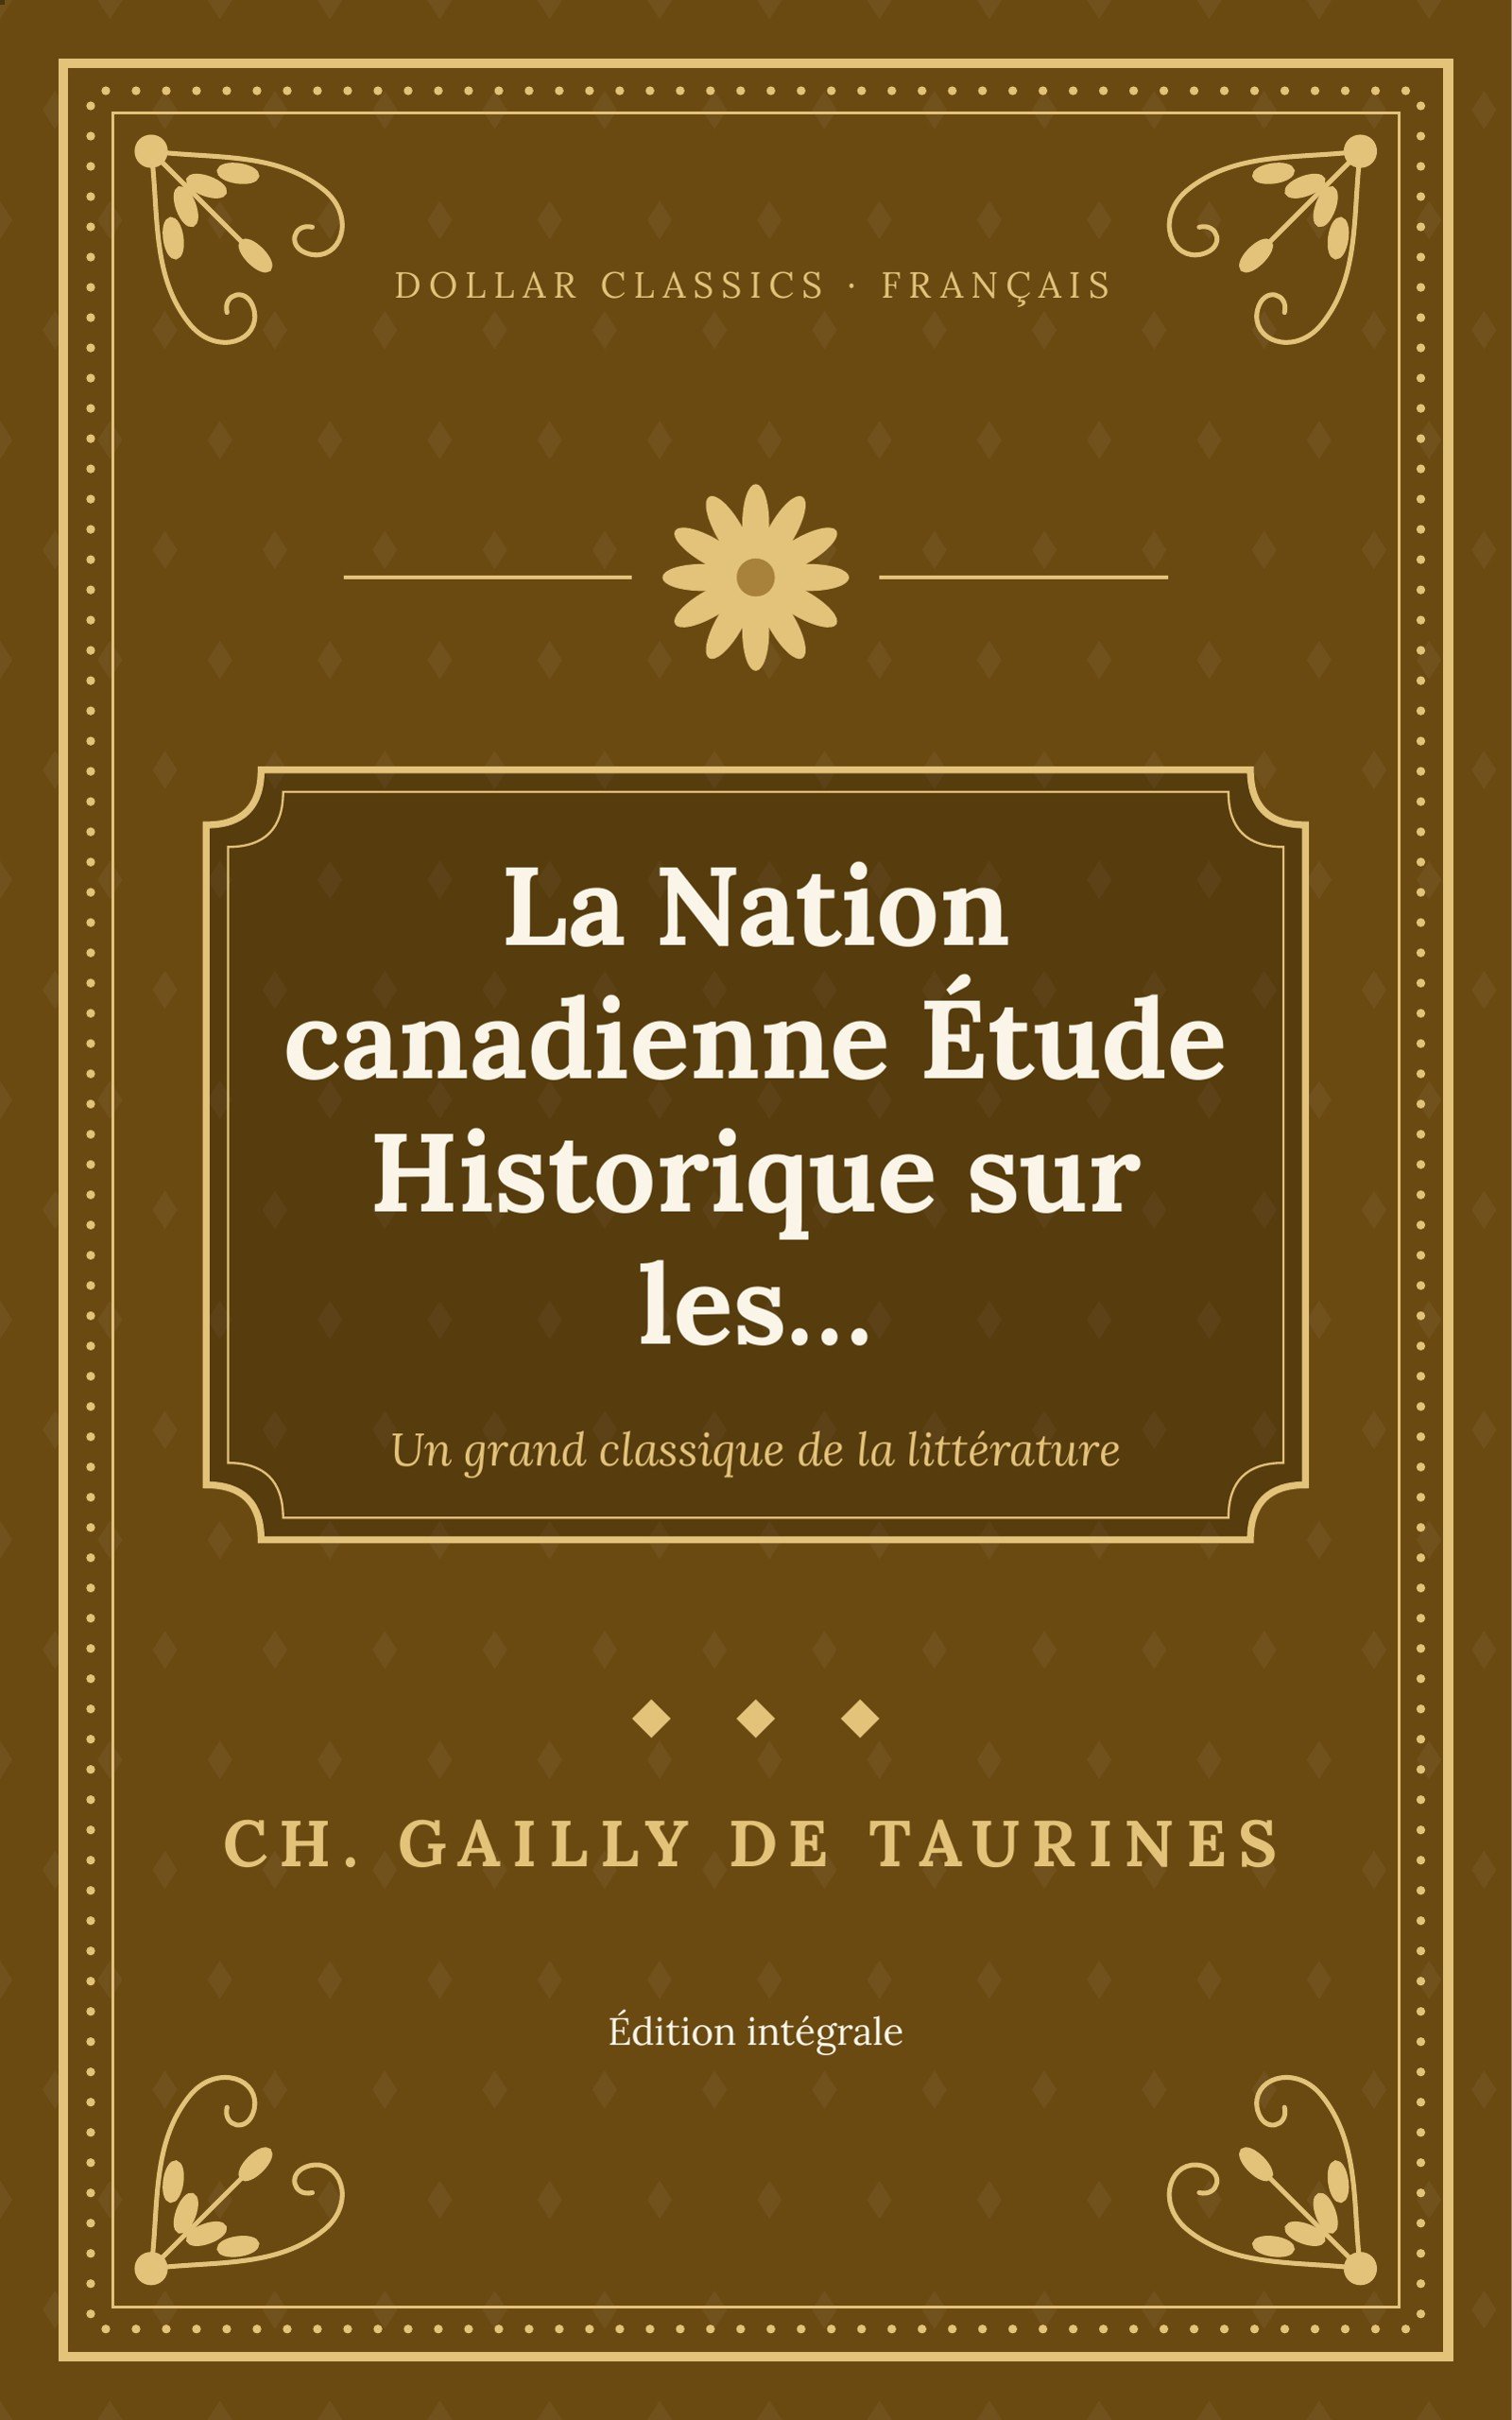 DOLLAR CLASSICS · FRANÇAIS
La Nation
canadienne Étude
Historique sur
les...
Un grand classique de la littérature
CH. GAILLY DE TAURINES
Édition intégrale